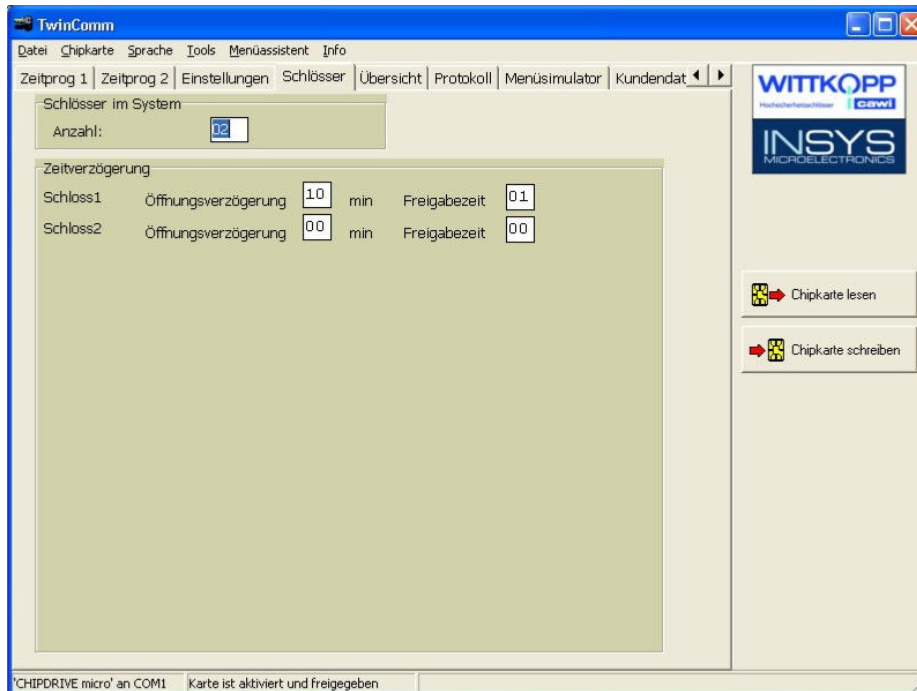 TwinComm
Datei Chipkarte Sprache Tools Menüassistent Info
Zeitprog 1 Zeitprog 2 Einstellungen Schlösser Übersicht Protokoll Menüsimulator Kundendat
WITTKOPP
Hochsicherheitsschlösser cawi
INSYS
MICROELECTRONICS
Schlösser im System
Anzahl: 02
Zeitverzögerung
Schloss1 Öffnungsverzögerung 10 min Freigabezeit 01
Schloss2 Öffnungsverzögerung 00 min Freigabezeit 00
Chipkarte lesen
Chipkarte schreiben
'CHIPDRIVE micro' an COM1 Karte ist aktiviert und freigegeben